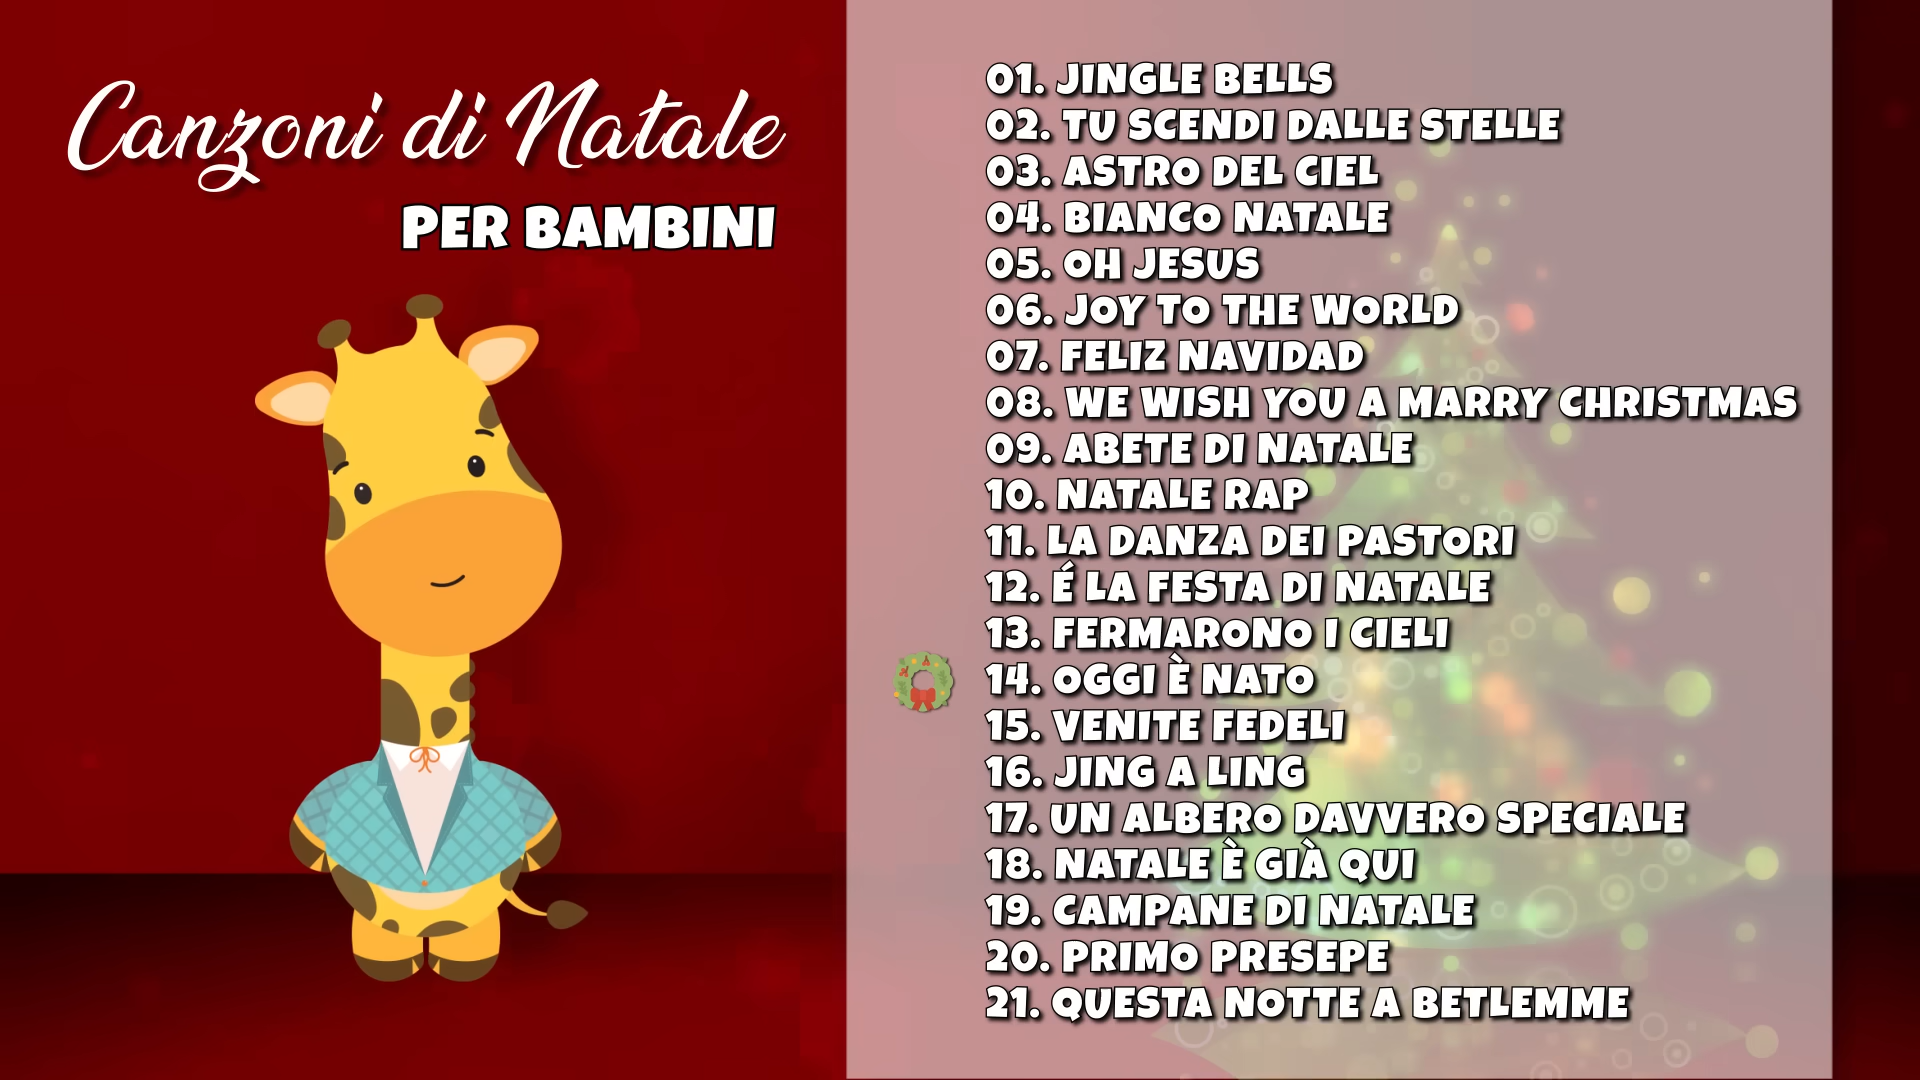 Canzoni di Natale
PER BAMBINI
01. JINGLE BELLS
02. TU SCENDI DALLE STELLE
03. ASTRO DEL CIEL
04. BIANCO NATALE
05. OH JESUS
06. JOY TO THE WORLD
07. FELIZ NAVIDAD
08. WE WISH YOU A MARRY CHRISTMAS
09. ABETE DI NATALE
10. NATALE RAP
11. LA DANZA DEI PASTORI
12. É LA FESTA DI NATALE
13. FERMARONO I CIELI
14. OGGI È NATO
15. VENITE FEDELI
16. JING A LING
17. UN ALBERO DAVVERO SPECIALE
18. NATALE È GIÀ QUI
19. CAMPANE DI NATALE
20. PRIMO PRESEPE
21. QUESTA NOTTE A BETLEMME